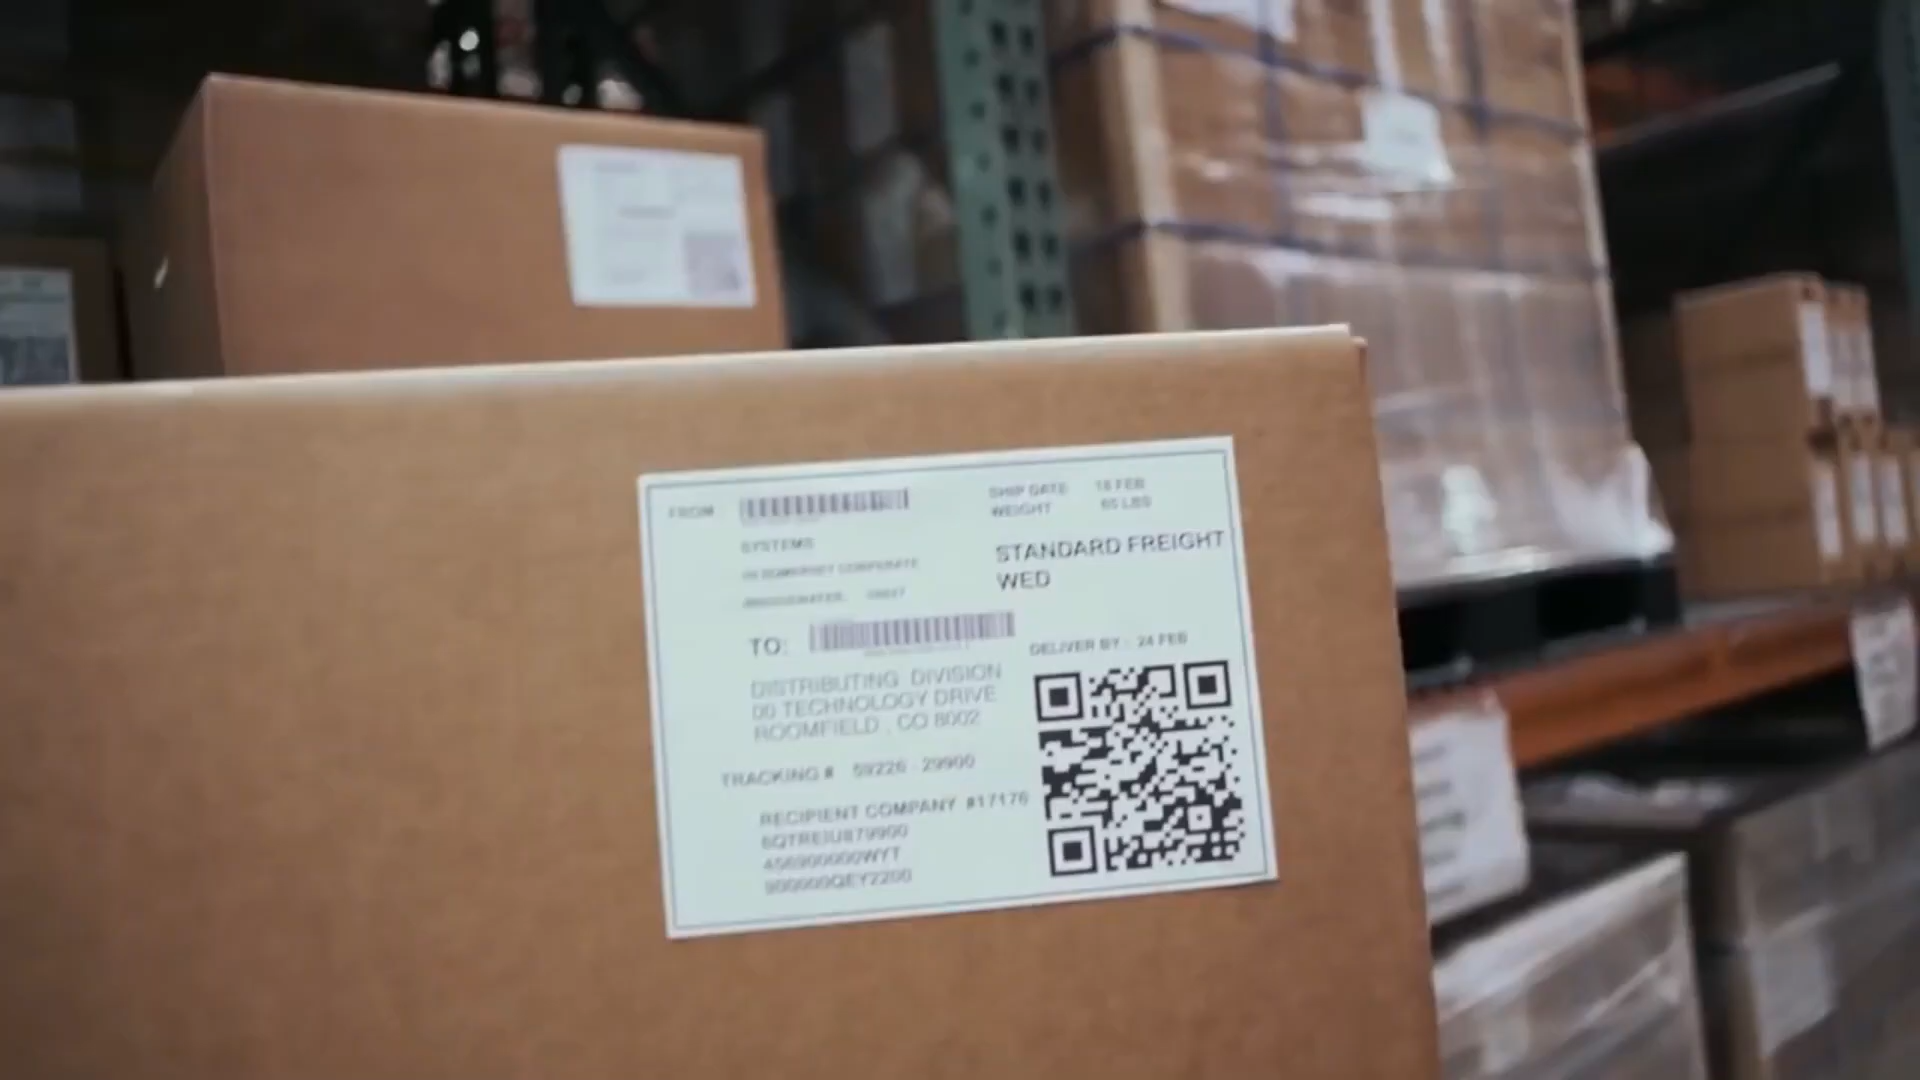 FROM
SHIP DATE 18 FEB
WEIGHT 65 LBS
SYSTEMS
STANDARD FREIGHT
WED
TO:
DELIVER BY: 24 FEB
DISTRIBUTING DIVISION
00 TECHNOLOGY DRIVE
ROOMFIELD , CO 8002
TRACKING # 59226 - 29900
RECIPIENT COMPANY #17176
6QTREIU879900
456900000WYT
900000QEY2200